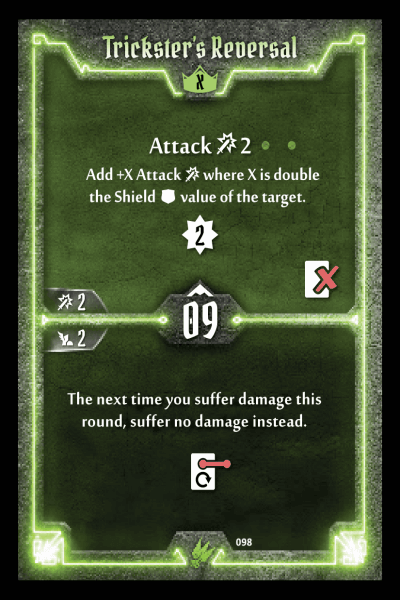 Trickster's Reversal
X
Attack 2
Add +X Attack where X is double
the Shield value of the target.
2
2
09
2
The next time you suffer damage this
round, suffer no damage instead.
098